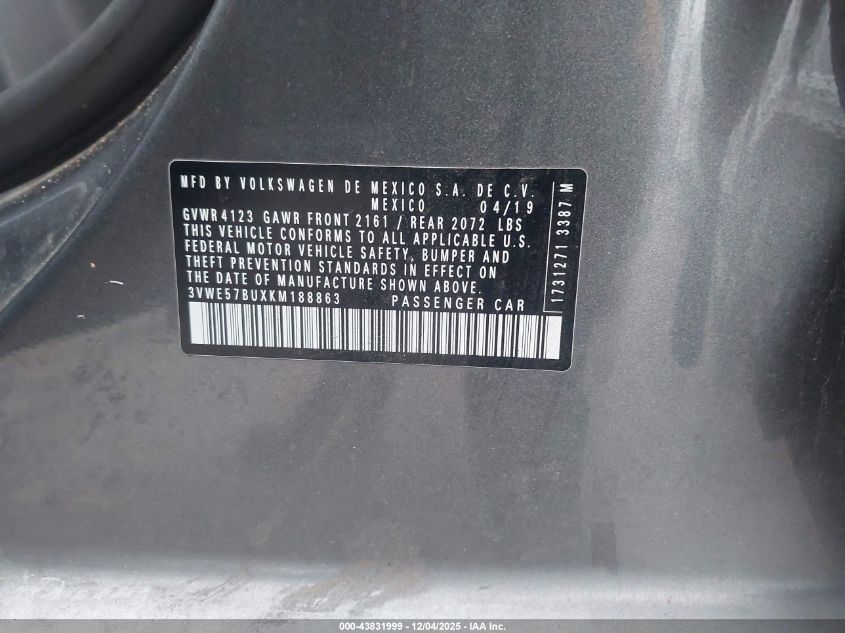 MFD BY VOLKSWAGEN DE MEXICO S.A. DE C.V.
MEXICO 04/19
GVWR 4123 GAWR FRONT 2161 / REAR 2072 LBS
THIS VEHICLE CONFORMS TO ALL APPLICABLE U.S.
FEDERAL MOTOR VEHICLE SAFETY, BUMPER AND
THEFT PREVENTION STANDARDS IN EFFECT ON
THE DATE OF MANUFACTURE SHOWN ABOVE.
3VWE57BUXKM188863 PASSENGER CAR
17312713387 M
000-43831999 - 12/04/2025 - IAA Inc.